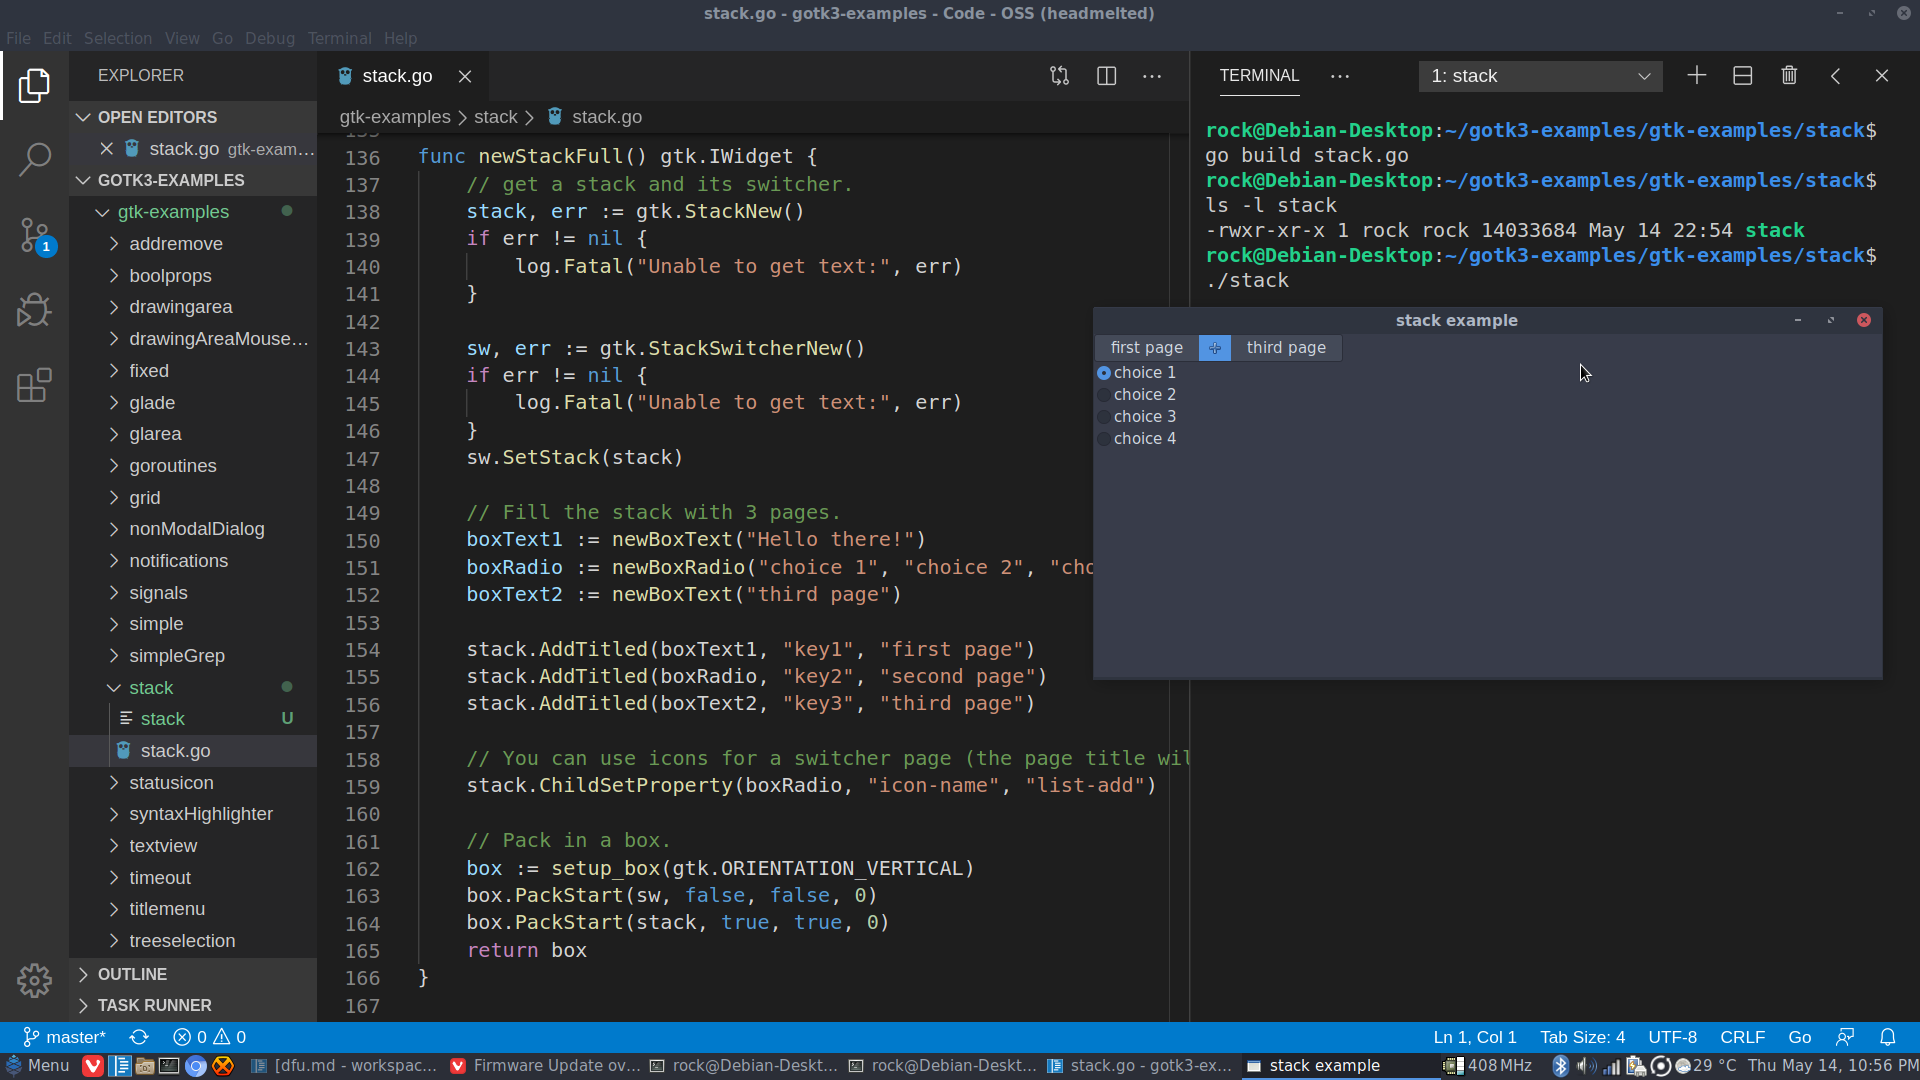 stack.go - gotk3-examples - Code - OSS (headmelted)
File Edit Selection View Go Debug Terminal Help
EXPLORER
OPEN EDITORS
stack.go gtk-exam...
GOTK3-EXAMPLES
gtk-examples
addremove
boolprops
drawingarea
drawingAreaMouse...
fixed
glade
glarea
goroutines
grid
nonModalDialog
notifications
signals
simple
simpleGrep
stack
stack U
stack.go
statusicon
syntaxHighlighter
textview
timeout
titlemenu
treeselection
OUTLINE
TASK RUNNER
1
stack.go
gtk-examples > stack > stack.go
136 func newStackFull() gtk.IWidget {
137 // get a stack and its switcher.
138 stack, err := gtk.StackNew()
139 if err != nil {
140 log.Fatal("Unable to get text:", err)
141 }
142
143 sw, err := gtk.StackSwitcherNew()
144 if err != nil {
145 log.Fatal("Unable to get text:", err)
146 }
147 sw.SetStack(stack)
148
149 // Fill the stack with 3 pages.
150 boxText1 := newBoxText("Hello there!")
151 boxRadio := newBoxRadio("choice 1", "choice 2", "cho
152 boxText2 := newBoxText("third page")
153
154 stack.AddTitled(boxText1, "key1", "first page")
155 stack.AddTitled(boxRadio, "key2", "second page")
156 stack.AddTitled(boxText2, "key3", "third page")
157
158 // You can use icons for a switcher page (the page title wil
159 stack.ChildSetProperty(boxRadio, "icon-name", "list-add")
160
161 // Pack in a box.
162 box := setup_box(gtk.ORIENTATION_VERTICAL)
163 box.PackStart(sw, false, false, 0)
164 box.PackStart(stack, true, true, 0)
165 return box
166 }
167
TERMINAL
1: stack
rock@Debian-Desktop:~/gotk3-examples/gtk-examples/stack$
go build stack.go
rock@Debian-Desktop:~/gotk3-examples/gtk-examples/stack$
ls -l stack
-rwxr-xr-x 1 rock rock 14033684 May 14 22:54 stack
rock@Debian-Desktop:~/gotk3-examples/gtk-examples/stack$
./stack
stack example
first page third page
choice 1
choice 2
choice 3
choice 4
master* 0 0
Ln 1, Col 1 Tab Size: 4 UTF-8 CRLF Go
Menu [dfu.md - workspac... Firmware Update ov... rock@Debian-Deskt... rock@Debian-Deskt... stack.go - gotk3-ex... stack example 408 MHz 29 °C Thu May 14, 10:56 PM